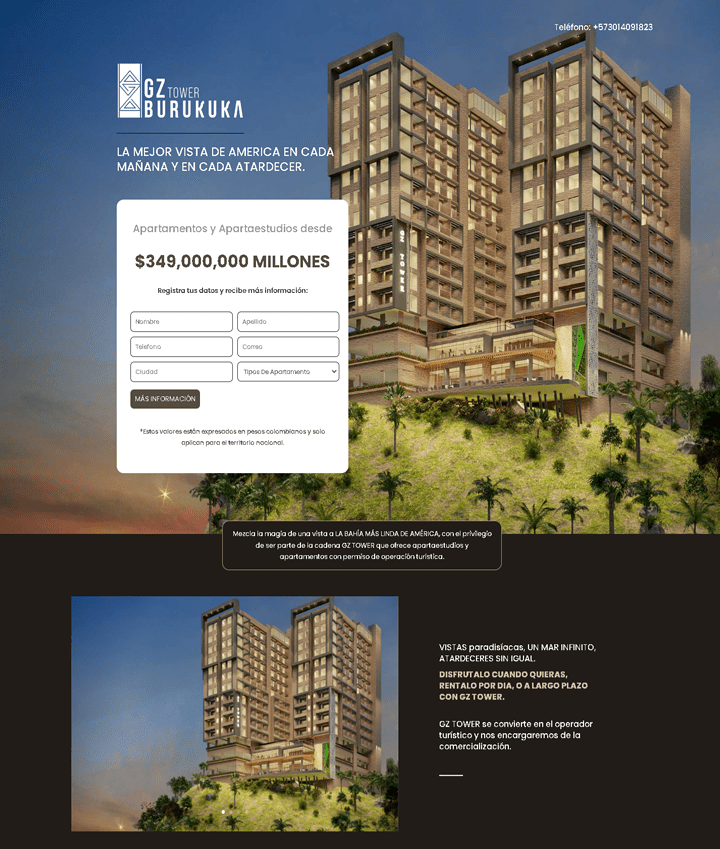 Teléfono: +573014091823
GZ TOWER
BURUKUKA
LA MEJOR VISTA DE AMERICA EN CADA
MAÑANA Y EN CADA ATARDECER.
Apartamentos y Apartaestudios desde
$349,000,000 MILLONES
Registra tus datos y recibe más información:
Nombre
Apellido
Telefono
Correo
Ciudad
Tipos De Apartamento
MÁS INFORMACIÓN
*Estos valores están expresados en pesos colombianos y solo
aplican para el territorio nacional.
GZ TOWER
Mezcla la magia de una vista a LA BAHÍA MÁS LINDA DE AMÉRICA, con el privilegio
de ser parte de la cadena GZ TOWER que ofrece apartaestudios y
apartamentos con permiso de operación turística.
VISTAS paradisíacas, UN MAR INFINITO,
ATARDECERES SIN IGUAL.
DISFRUTALO CUANDO QUIERAS,
RENTALO POR DIA, O A LARGO PLAZO
CON GZ TOWER.
GZ TOWER se convierte en el operador
turístico y nos encargaremos de la
comercialización.